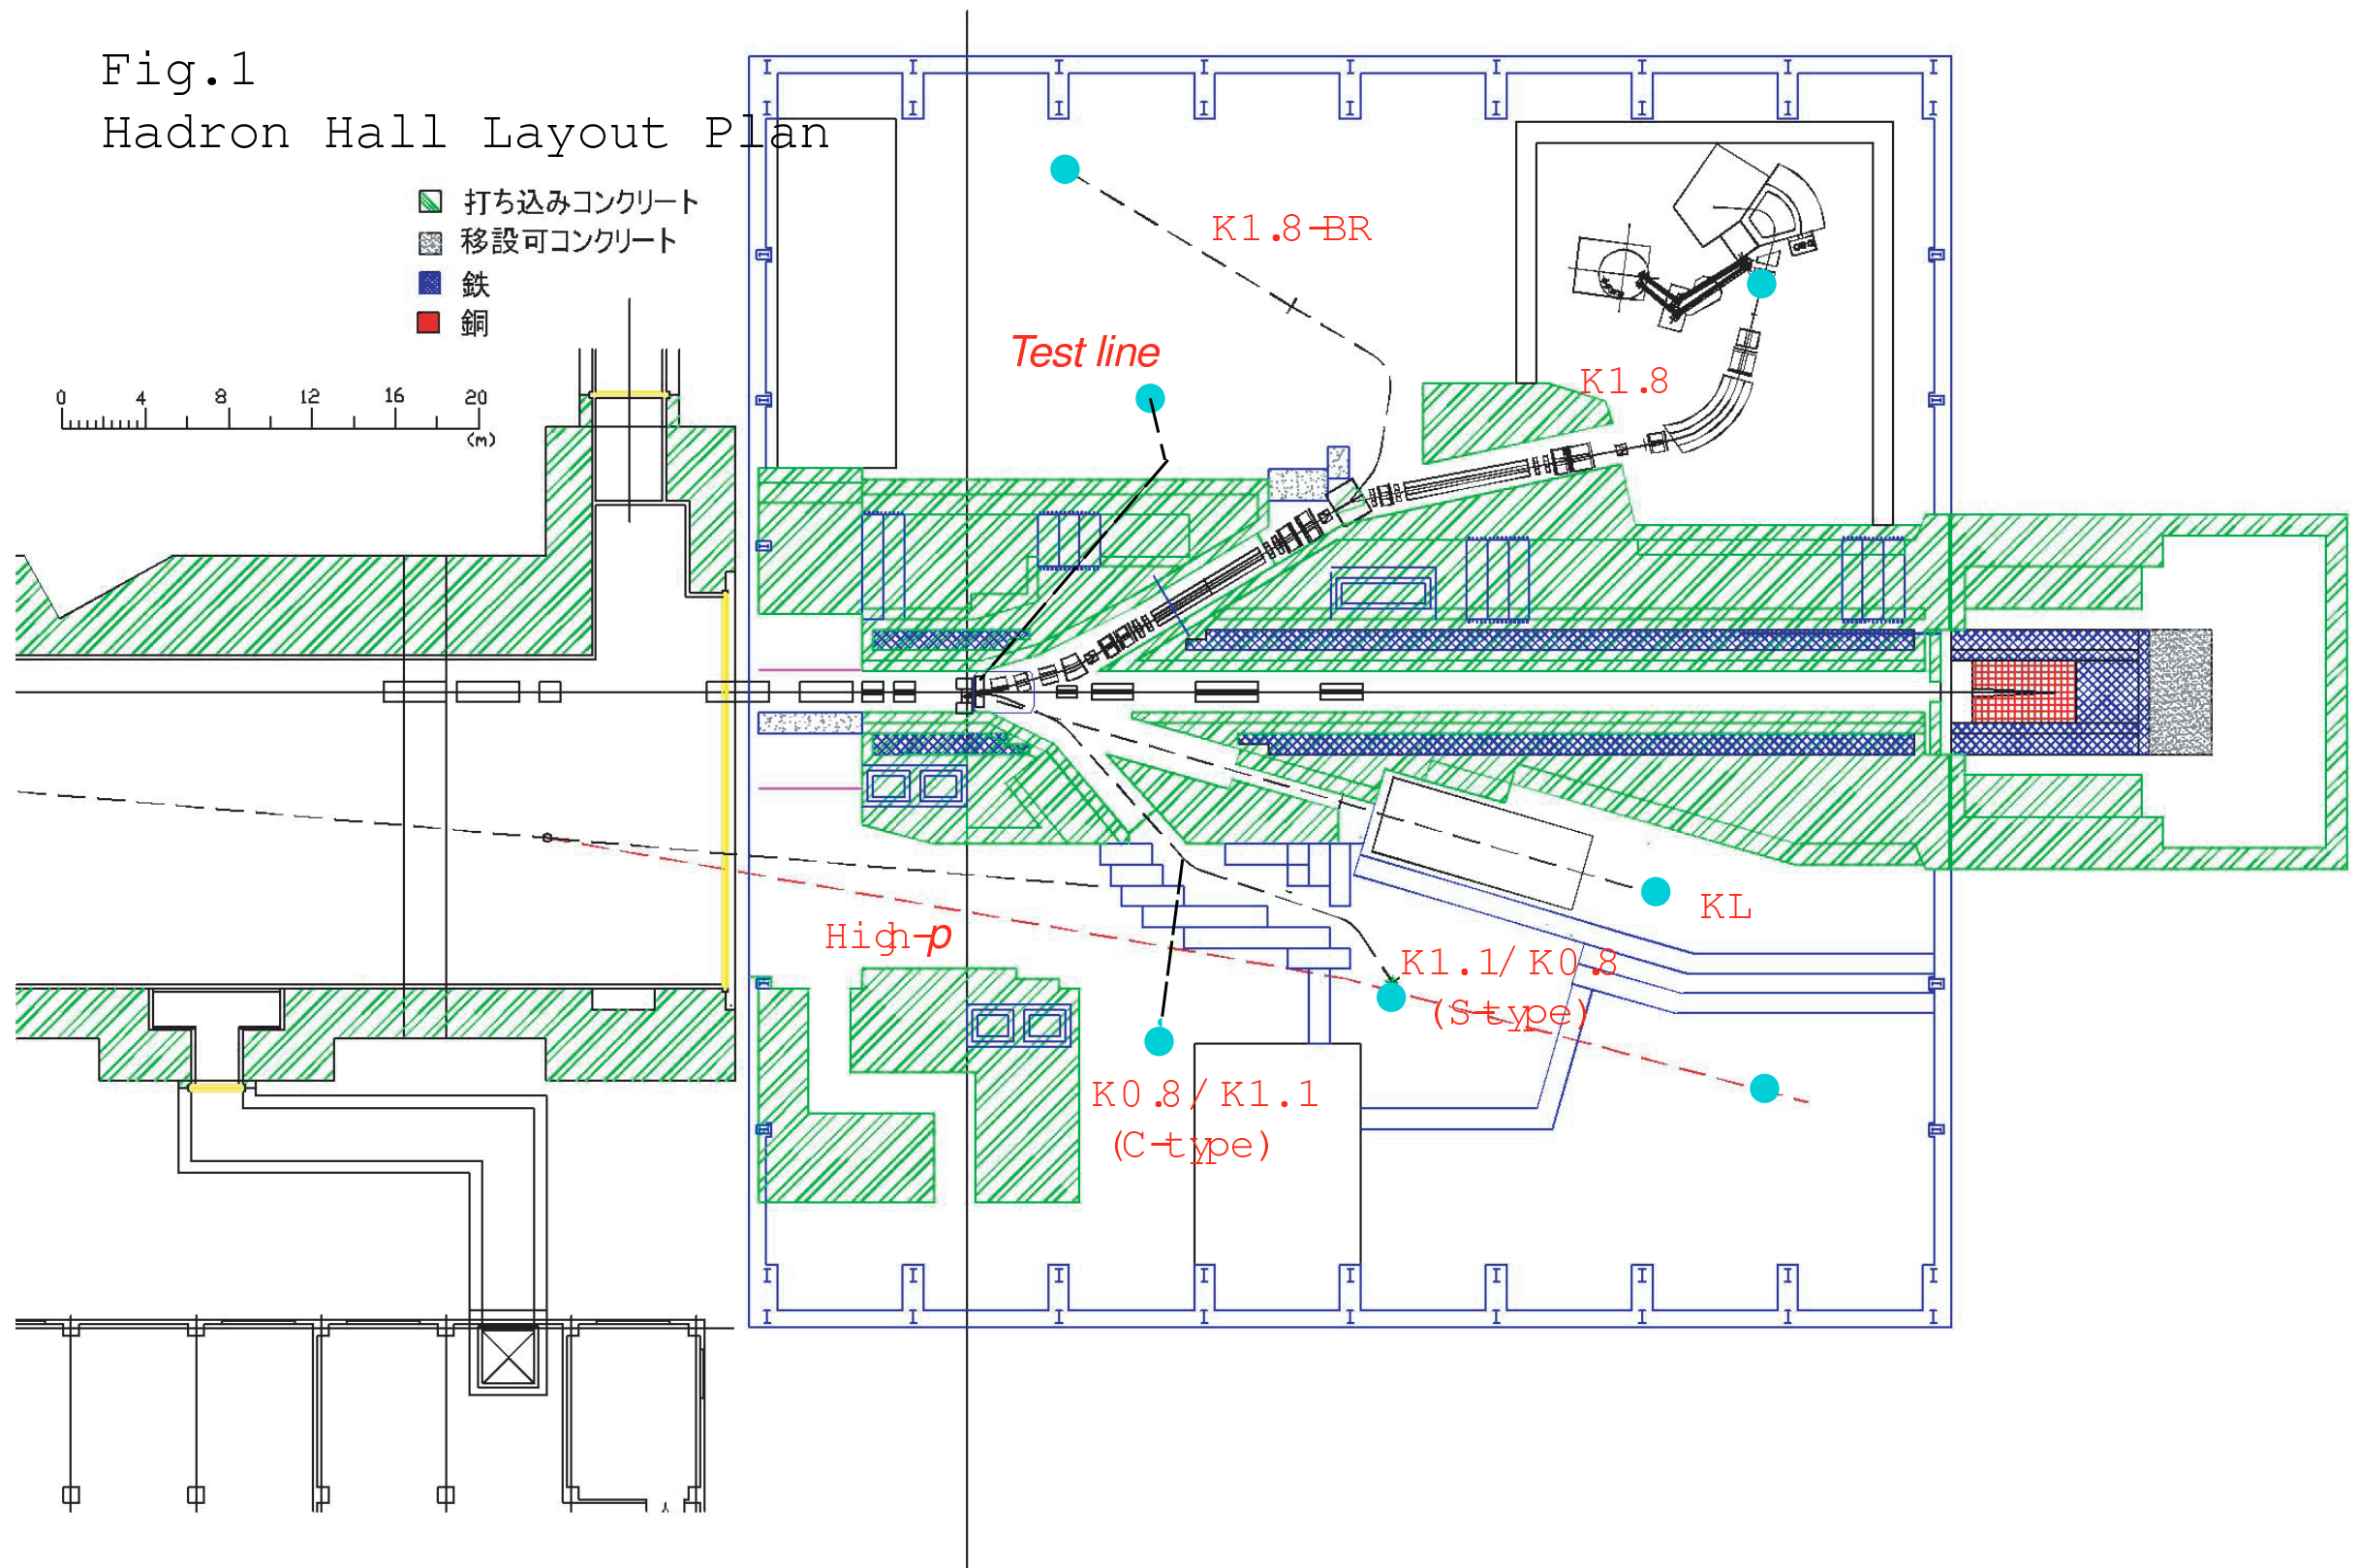 Fig.1
Hadron Hall Layout Plan
打ち込みコンクリート
移設可コンクリート
鉄
銅
0 4 8 12 16 20
(m)
K1.8-BR
Test line
K1.8
High-p
KL
K1.1/K0.8
(S-type)
K0.8/K1.1
(C-type)